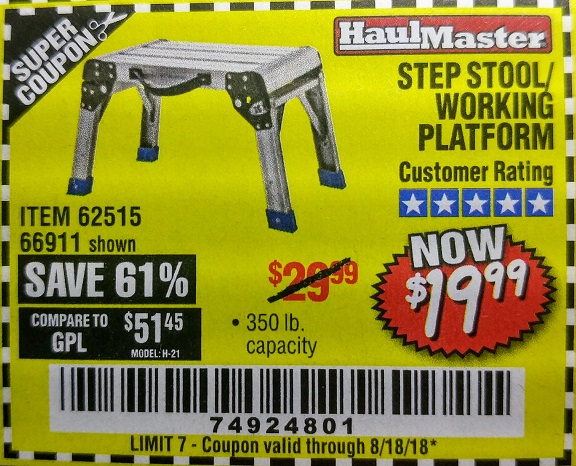 SUPER
COUPON
HaulMaster
STEP STOOL/
WORKING
PLATFORM
Customer Rating
ITEM 62515
66911 shown
SAVE 61%
COMPARE TO
GPL
$51.45
MODEL: H-21
$29.99
• 350 lb.
capacity
NOW
$19.99
74924801
LIMIT 7 - Coupon valid through 8/18/18*